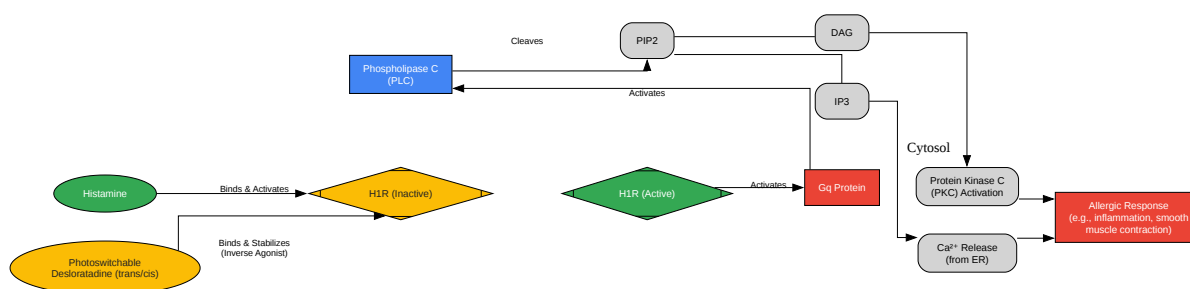 Cleaves
PIP2
DAG
Phospholipase C
(PLC)
Activates
IP3
Cytosol
Histamine
Binds & Activates
H1R (Inactive)
H1R (Active)
Activates
Gq Protein
Protein Kinase C
(PKC) Activation
Allergic Response
(e.g., inflammation, smooth
muscle contraction)
Binds & Stabilizes
(Inverse Agonist)
Photoswitchable
Desloratadine (trans/cis)
Ca²⁺ Release
(from ER)